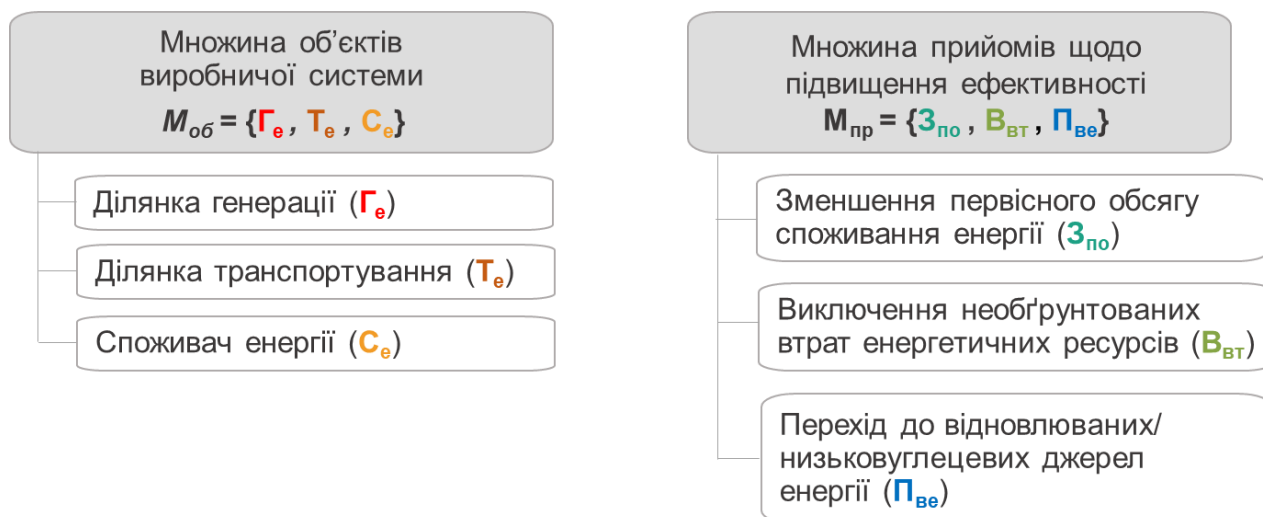 Множина об’єктів
виробничої системи
Mоб = {Ге , Те , Се}
Ділянка генерації (Ге)
Ділянка транспортування (Те)
Споживач енергії (Се)
Множина прийомів щодо
підвищення ефективності
Мпр = {Зпо , Ввт , Пве}
Зменшення первісного обсягу
споживання енергії (Зпо)
Виключення необґрунтованих
втрат енергетичних ресурсів (Ввт)
Перехід до відновлюваних/
низьковуглецевих джерел
енергії (Пве)